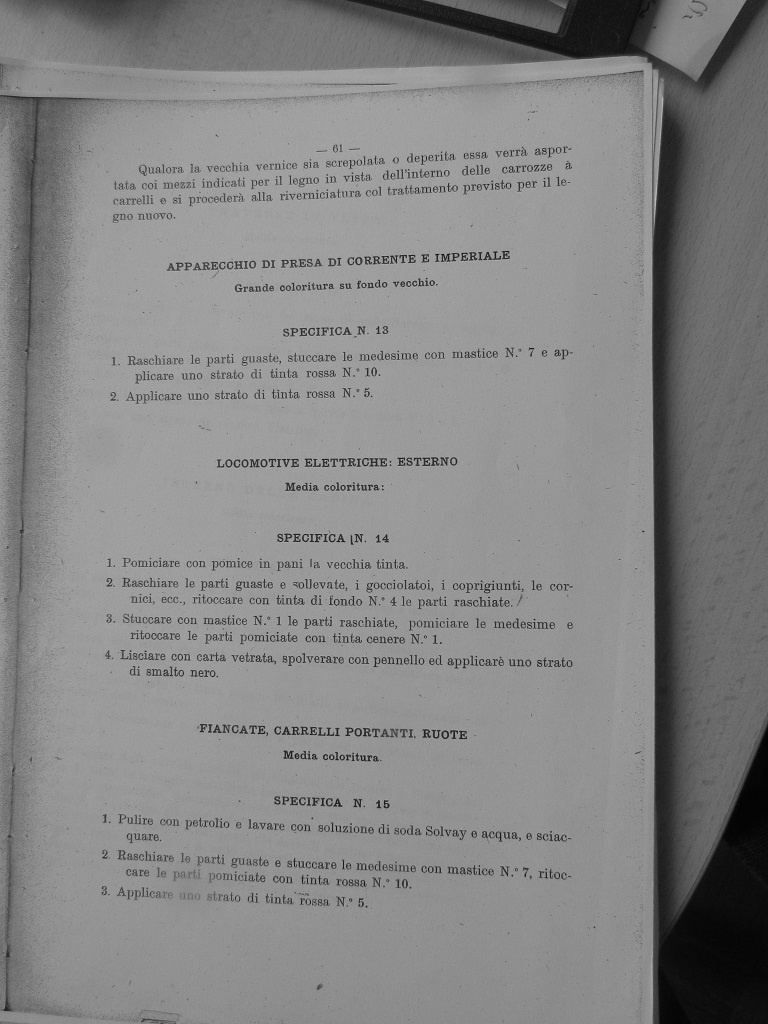 — 61 —
Qualora la vecchia vernice sia screpolata o deperita essa verrà aspor-
tata coi mezzi indicati per il legno in vista dell'interno delle carrozze à
carrelli e si procederà alla riverniciatura col trattamento previsto per il le-
gno nuovo.
APPARECCHIO DI PRESA DI CORRENTE E IMPERIALE
Grande coloritura su fondo vecchio.
SPECIFICA N. 13
1. Raschiare le parti guaste, stuccare le medesime con mastice N.° 7 e ap-
plicare uno strato di tinta rossa N.° 10.
2. Applicare uno strato di tinta rossa N.° 5.
LOCOMOTIVE ELETTRICHE: ESTERNO
Media coloritura:
SPECIFICA N. 14
1. Pomiciare con pomice in pani la vecchia tinta.
2. Raschiare le parti guaste e sollevate, i gocciolatoi, i coprigiunti, le cor-
nici, ecc., ritoccare con tinta di fondo N.° 4 le parti raschiate.
3. Stuccare con mastice N.° 1 le parti raschiate, pomiciare le medesime e
ritoccare le parti pomiciate con tinta cenere N.° 1.
4. Lisciare con carta vetrata, spolverare con pennello ed applicare uno strato
di smalto nero.
FIANCATE, CARRELLI PORTANTI, RUOTE
Media coloritura.
SPECIFICA N. 15
1. Pulire con petrolio e lavare con soluzione di soda Solvay e acqua, e sciac-
quare.
2. Raschiare le parti guaste e stuccare le medesime con mastice N.° 7, ritoc-
care le parti pomiciate con tinta rossa N.° 10.
3. Applicare uno strato di tinta rossa N.° 5.